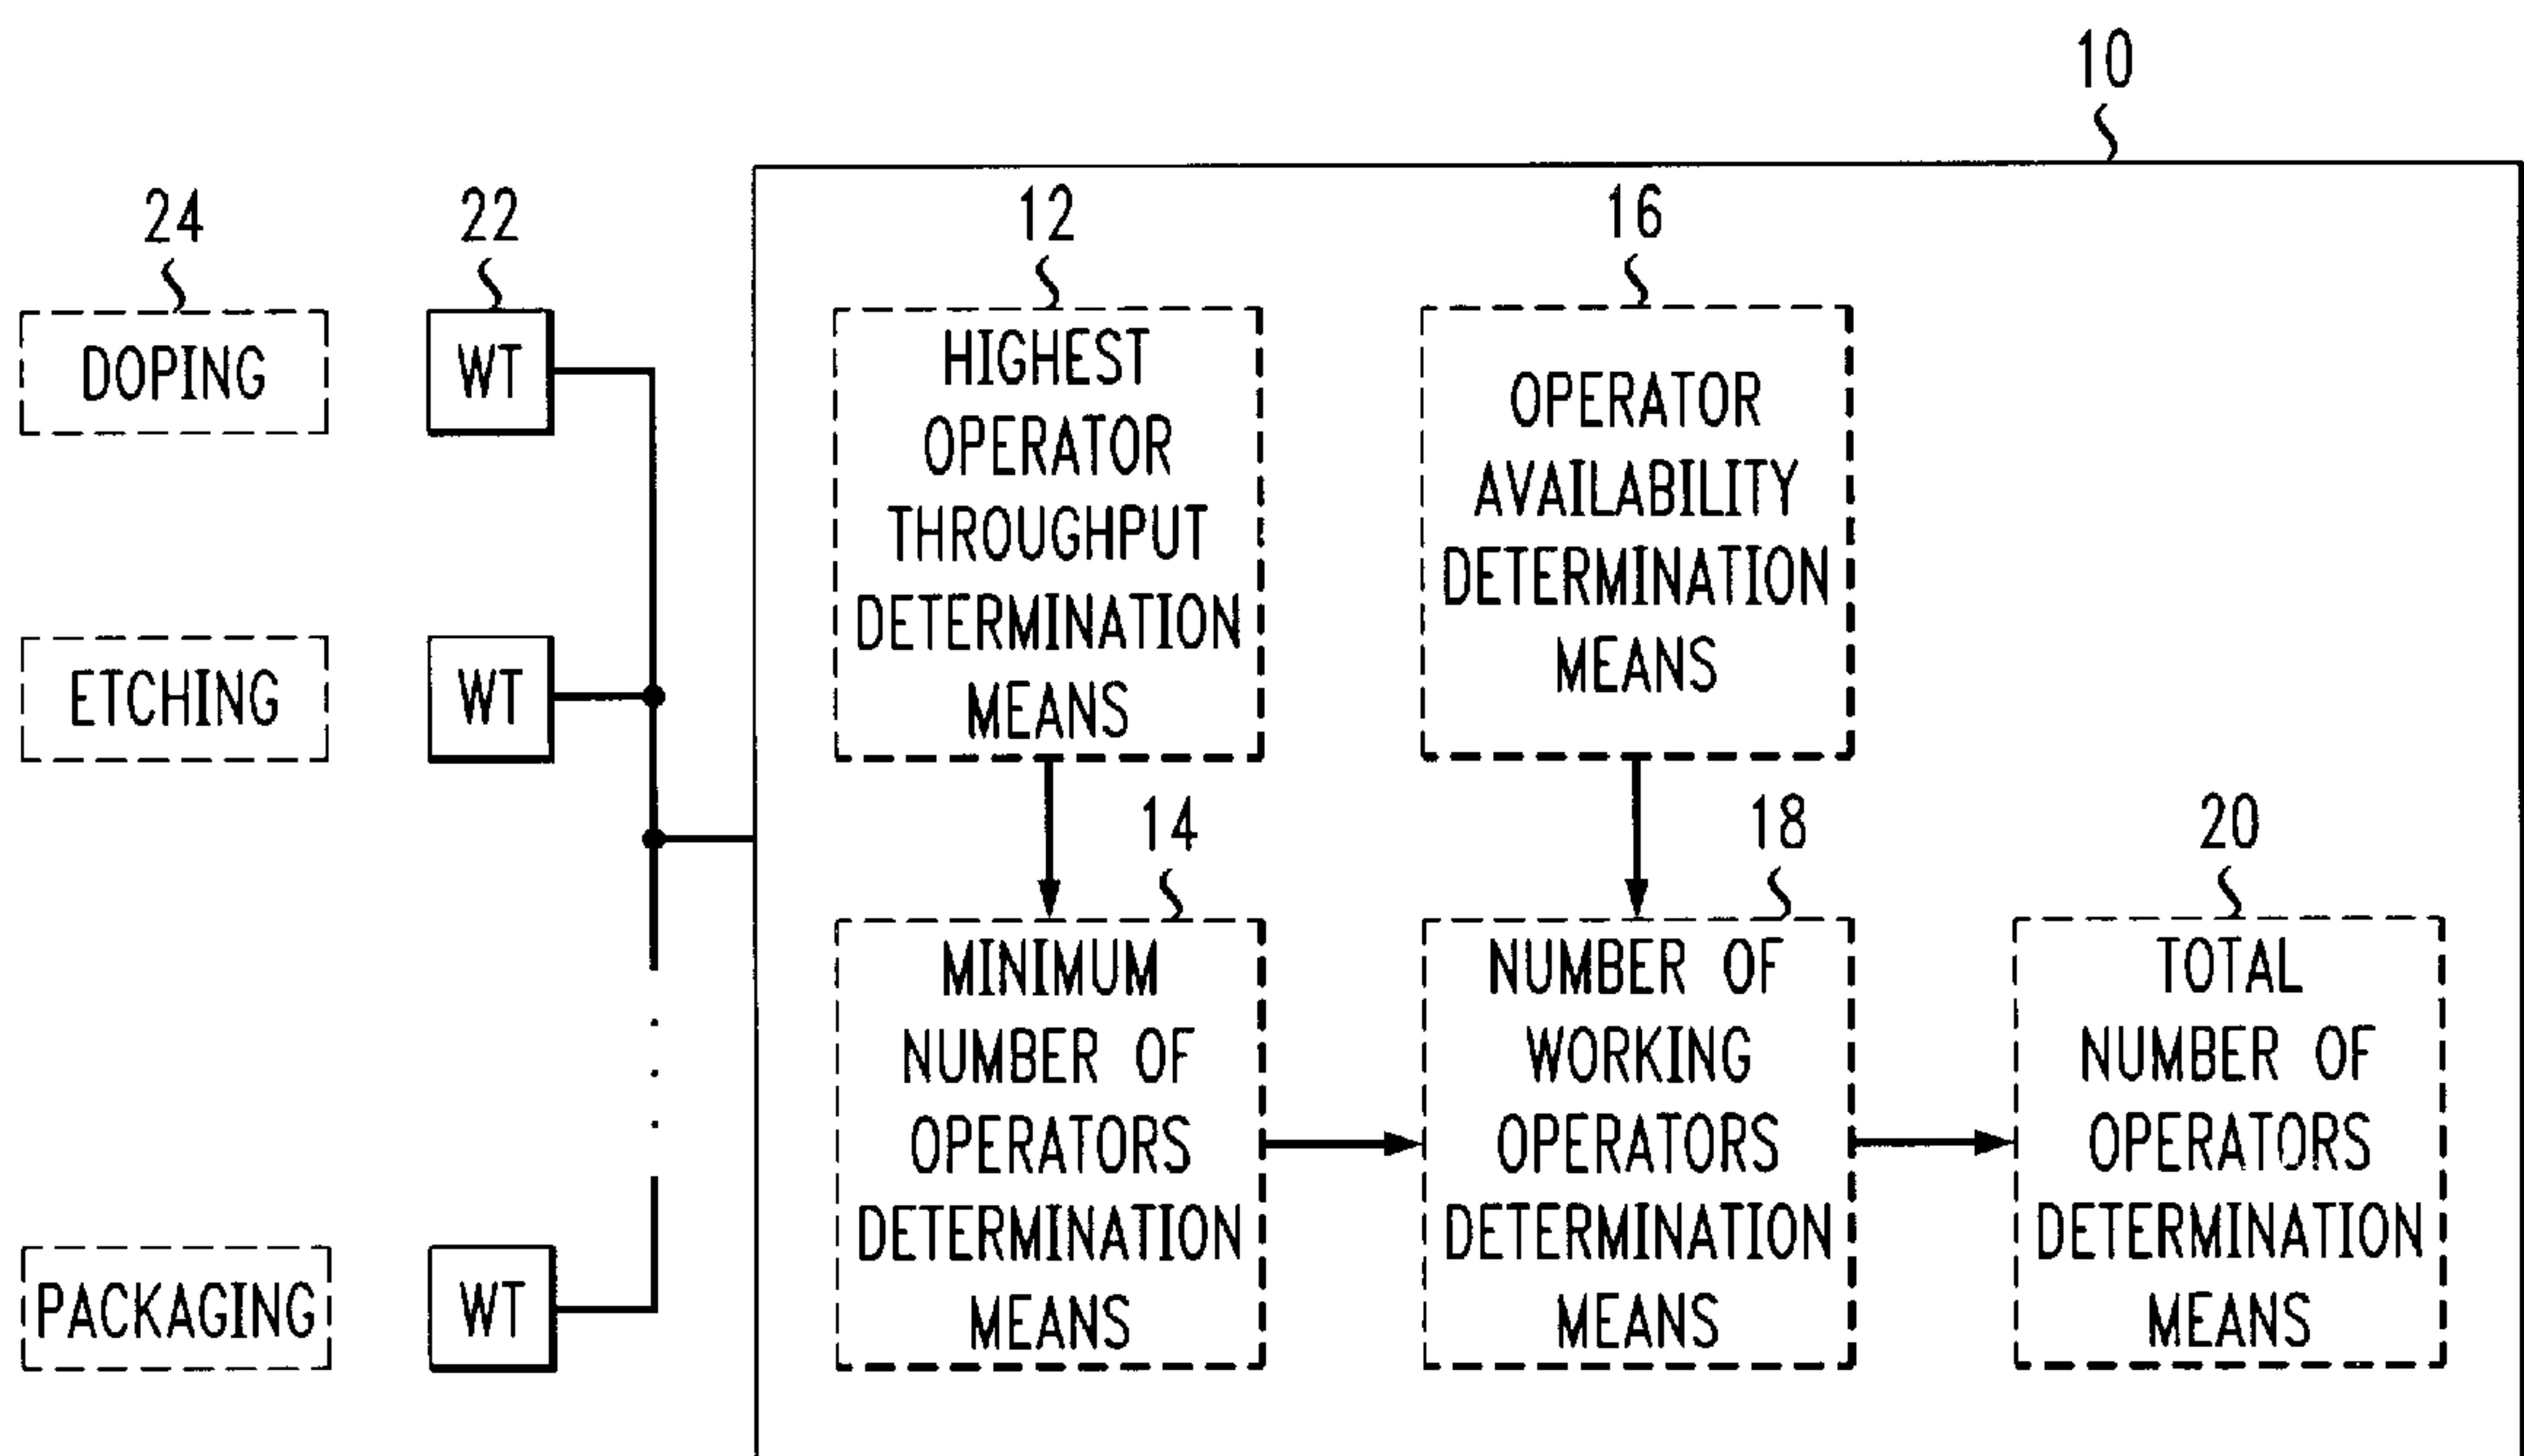 10
24
22
12
16
DOPING
WT
HIGHEST
OPERATOR
THROUGHPUT
DETERMINATION
MEANS
OPERATOR
AVAILABILITY
DETERMINATION
MEANS
ETCHING
WT
14
18
20
MINIMUM
NUMBER OF
OPERATORS
DETERMINATION
MEANS
NUMBER OF
WORKING
OPERATORS
DETERMINATION
MEANS
TOTAL
NUMBER OF
OPERATORS
DETERMINATION
MEANS
PACKAGING
WT